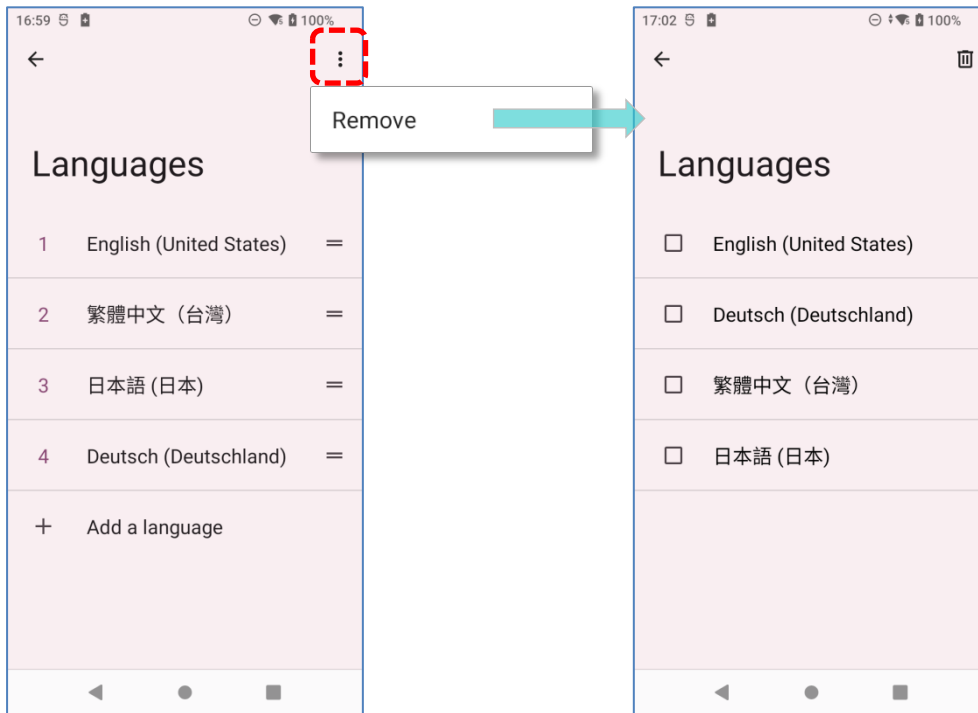 16:59 100%
Remove
Languages
1 English (United States)
2 繁體中文（台灣）
3 日本語 (日本)
4 Deutsch (Deutschland)
+ Add a language
17:02 100%
Languages
English (United States)
Deutsch (Deutschland)
繁體中文（台灣）
日本語 (日本)